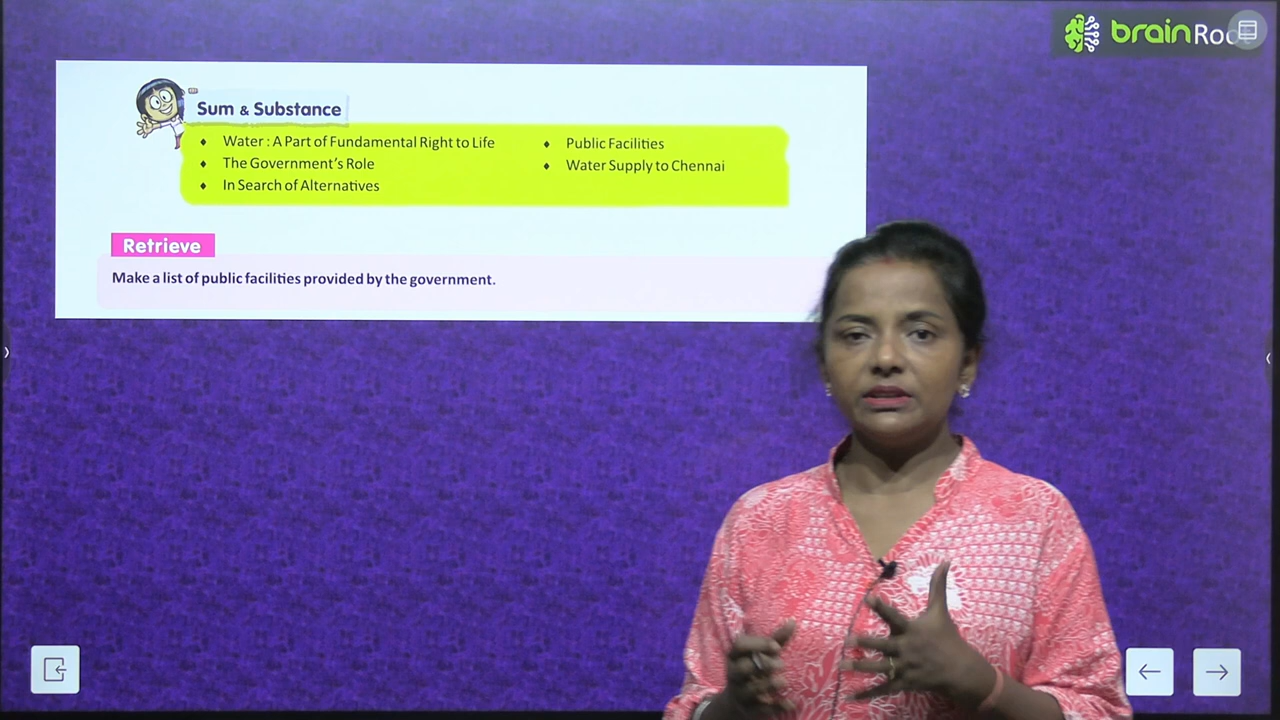 brainRoo
Sum & Substance
♦ Water : A Part of Fundamental Right to Life
♦ The Government's Role
♦ In Search of Alternatives
♦ Public Facilities
♦ Water Supply to Chennai
Retrieve
Make a list of public facilities provided by the government.